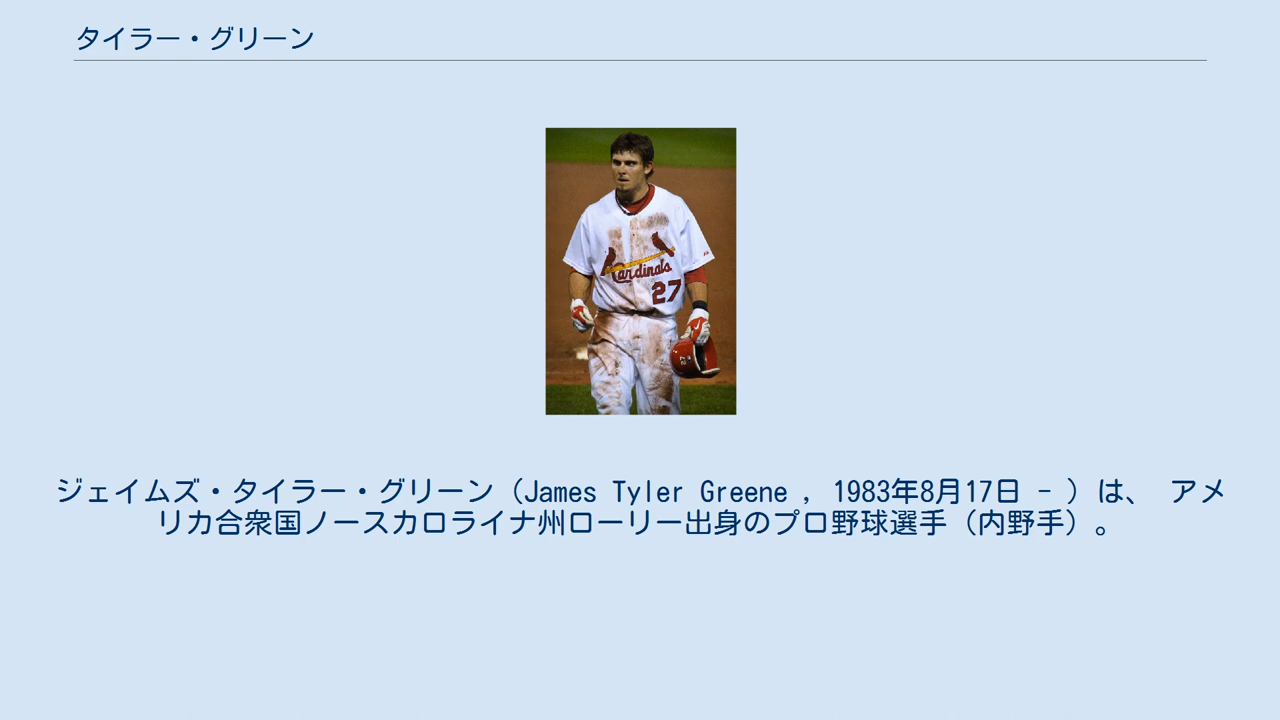 タイラー・グリーン
Cardinals
27
ジェイムズ・タイラー・グリーン（James Tyler Greene , 1983年8月17日 - ）は、 アメ
リカ合衆国ノースカロライナ州ローリー出身のプロ野球選手（内野手）。